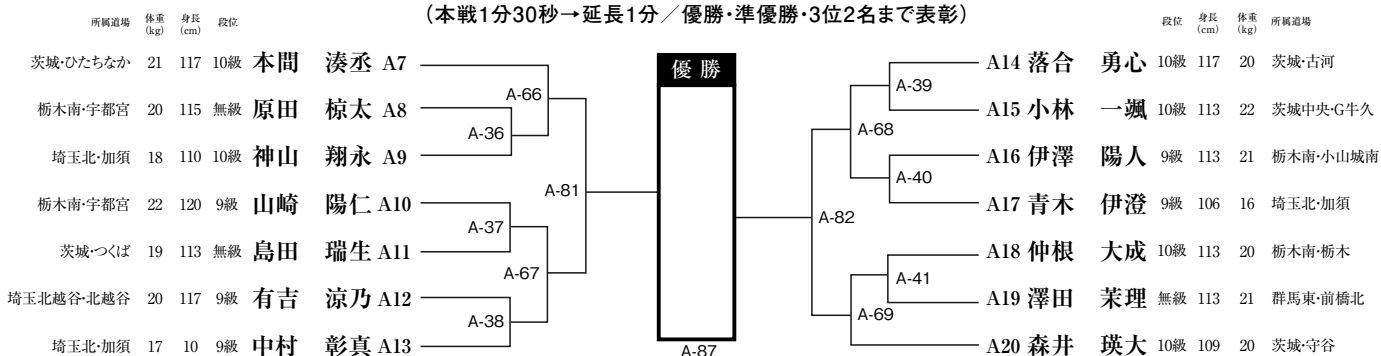 (本戦1分30秒→延長1分／優勝・準優勝・3位2名まで表彰)
所属道場 体重(kg) 身長(cm) 段位
茨城・ひたちなか 21 117 10級 本間 湊丞 A7
栃木南・宇都宮 20 115 無級 原田 椋太 A8
埼玉北・加須 18 110 10級 神山 翔永 A9
栃木南・宇都宮 22 120 9級 山崎 陽仁 A10
茨城・つくば 19 113 無級 島田 瑞生 A11
埼玉北越谷・北越谷 20 117 9級 有吉 涼乃 A12
埼玉北・加須 17 10 9級 中村 彰真 A13
A-66
A-36
A-81
A-37
A-67
A-38
優勝
A-87
段位 身長(cm) 体重(kg) 所属道場
A14 落合 勇心 10級 117 20 茨城・古河
A15 小林 一颯 10級 113 22 茨城中央・G牛久
A16 伊澤 陽人 9級 113 21 栃木南・小山城南
A17 青木 伊澄 9級 106 16 埼玉北・加須
A18 仲根 大成 10級 113 20 栃木南・栃木
A19 澤田 茉理 無級 113 21 群馬東・前橋北
A20 森井 瑛大 10級 109 20 茨城・守谷
A-39
A-68
A-40
A-82
A-41
A-69